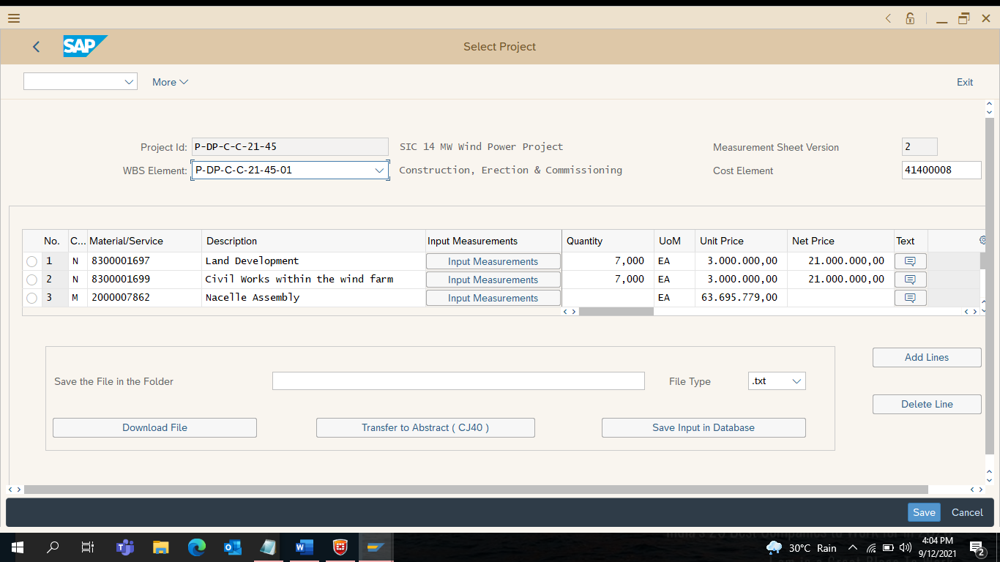 SAP
Select Project
More
Exit
Project Id: P-DP-C-C-21-45 SIC 14 MW Wind Power Project Measurement Sheet Version 2
WBS Element: P-DP-C-C-21-45-01 Construction, Erection & Commissioning Cost Element 41400008
No. C... Material/Service Description Input Measurements Quantity UoM Unit Price Net Price Text
1 N 8300001697 Land Development Input Measurements 7,000 EA 3.000.000,00 21.000.000,00
2 N 8300001699 Civil Works within the wind farm Input Measurements 7,000 EA 3.000.000,00 21.000.000,00
3 M 2000007862 Nacelle Assembly Input Measurements EA 63.695.779,00
Add Lines
Save the File in the Folder File Type .txt
Delete Line
Download File Transfer to Abstract ( CJ40 ) Save Input in Database
Save Cancel
30°C Rain
4:04 PM
9/12/2021
2